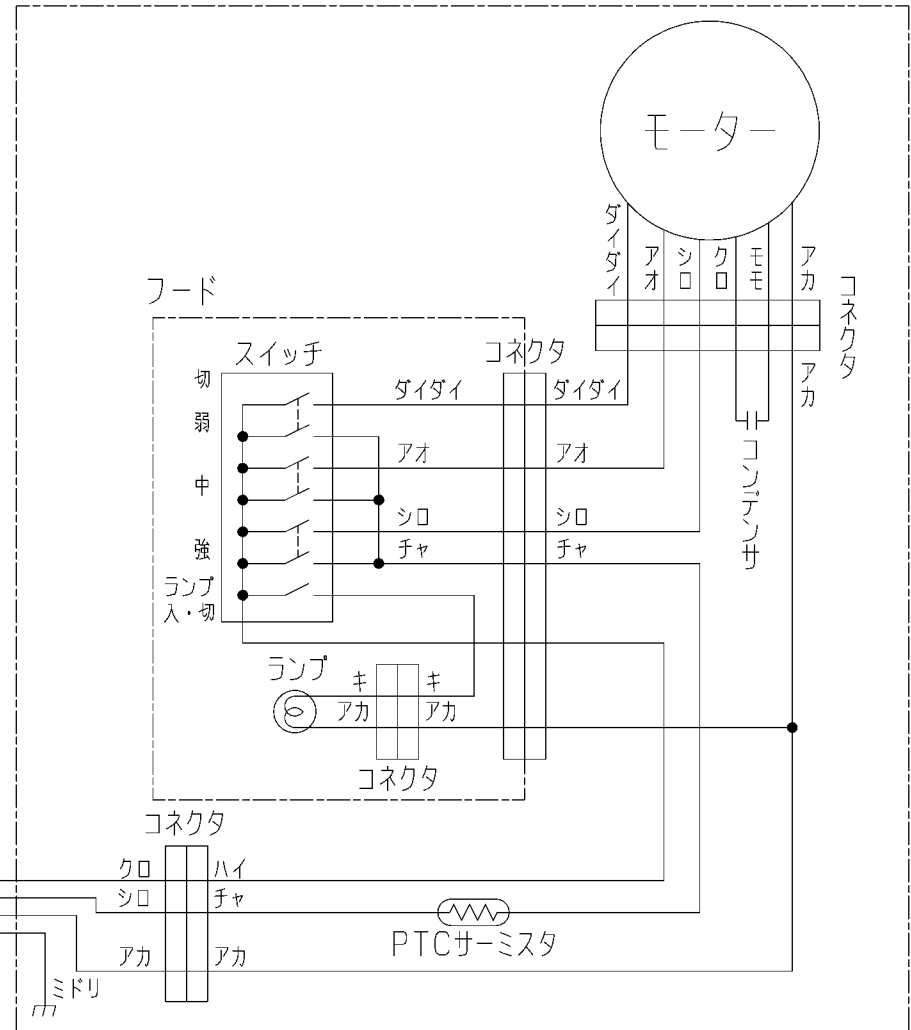 モーター
ダイダイ
アオ
シロ
クロ
モモ
アカ
コネクタ
アカ
フード
スイッチ
コネクタ
切
ダイダイ
ダイダイ
弱
アオ
アオ
中
シロ
シロ
コンデンサ
強
チャ
チャ
ランプ
入・切
ランプ
キ
キ
アカ
アカ
コネクタ
コネクタ
クロ
ハイ
シロ
チャ
PTCサーミスタ
アカ
アカ
ミドリ